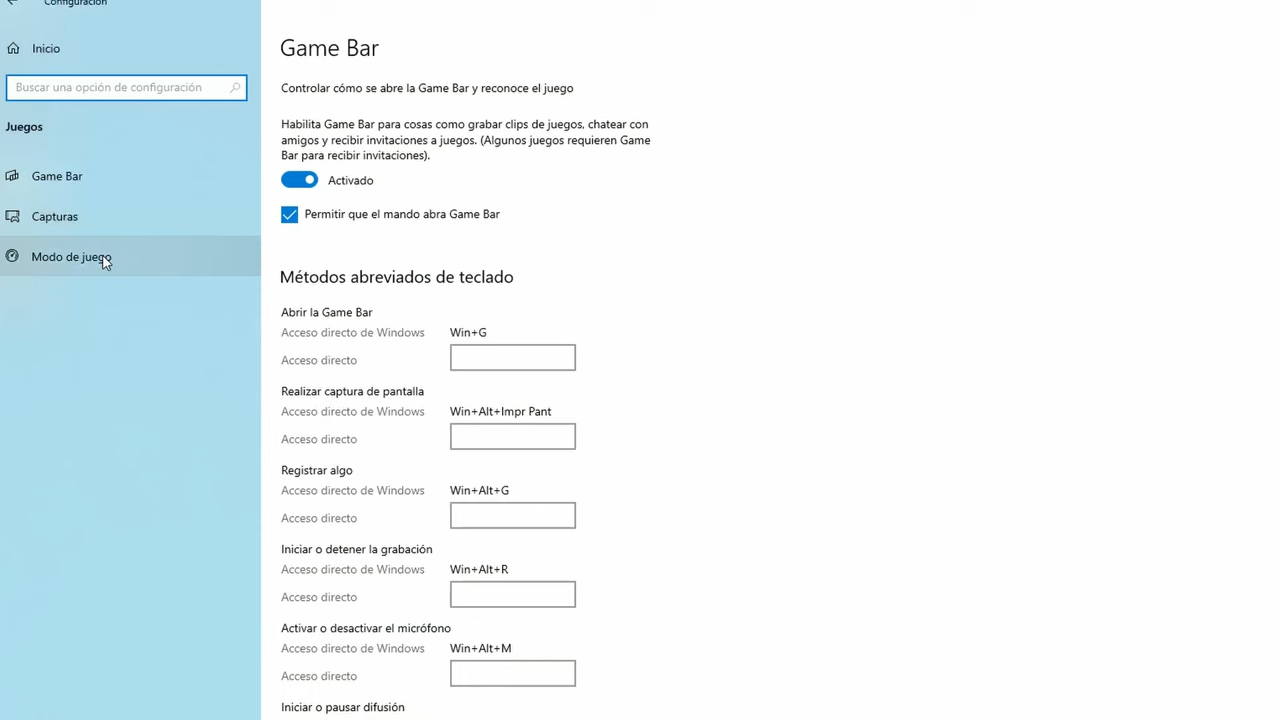 Configuración
Inicio
Buscar una opción de configuración
Juegos
Game Bar
Capturas
Modo de juego
Game Bar
Controlar cómo se abre la Game Bar y reconoce el juego
Habilita Game Bar para cosas como grabar clips de juegos, chatear con
amigos y recibir invitaciones a juegos. (Algunos juegos requieren Game
Bar para recibir invitaciones).
Activado
Permitir que el mando abra Game Bar
Métodos abreviados de teclado
Abrir la Game Bar
Acceso directo de Windows Win+G
Acceso directo
Realizar captura de pantalla
Acceso directo de Windows Win+Alt+Impr Pant
Acceso directo
Registrar algo
Acceso directo de Windows Win+Alt+G
Acceso directo
Iniciar o detener la grabación
Acceso directo de Windows Win+Alt+R
Acceso directo
Activar o desactivar el micrófono
Acceso directo de Windows Win+Alt+M
Acceso directo
Iniciar o pausar difusión